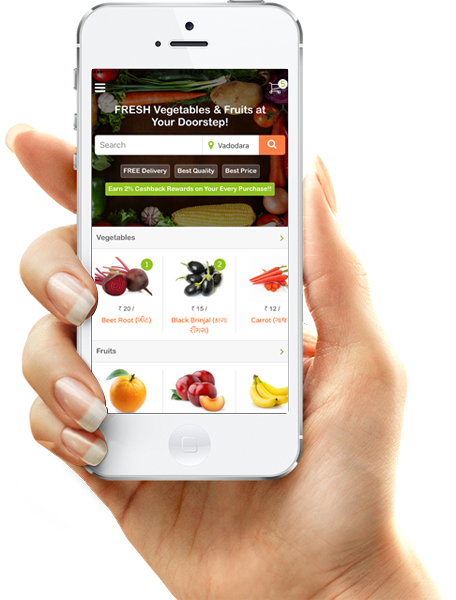 FRESH Vegetables & Fruits at
Your Doorstep!
Search
Vadodara
FREE Delivery
Best Quality
Best Price
Earn 2% Cashback Rewards on Your Every Purchase!!
Vegetables
1
2
₹ 20 /
₹ 15 /
₹ 12 /
Beet Root (બીટ)
Black Brinjal (કાળા
રીંગણ)
Carrot (ગાજ
Fruits